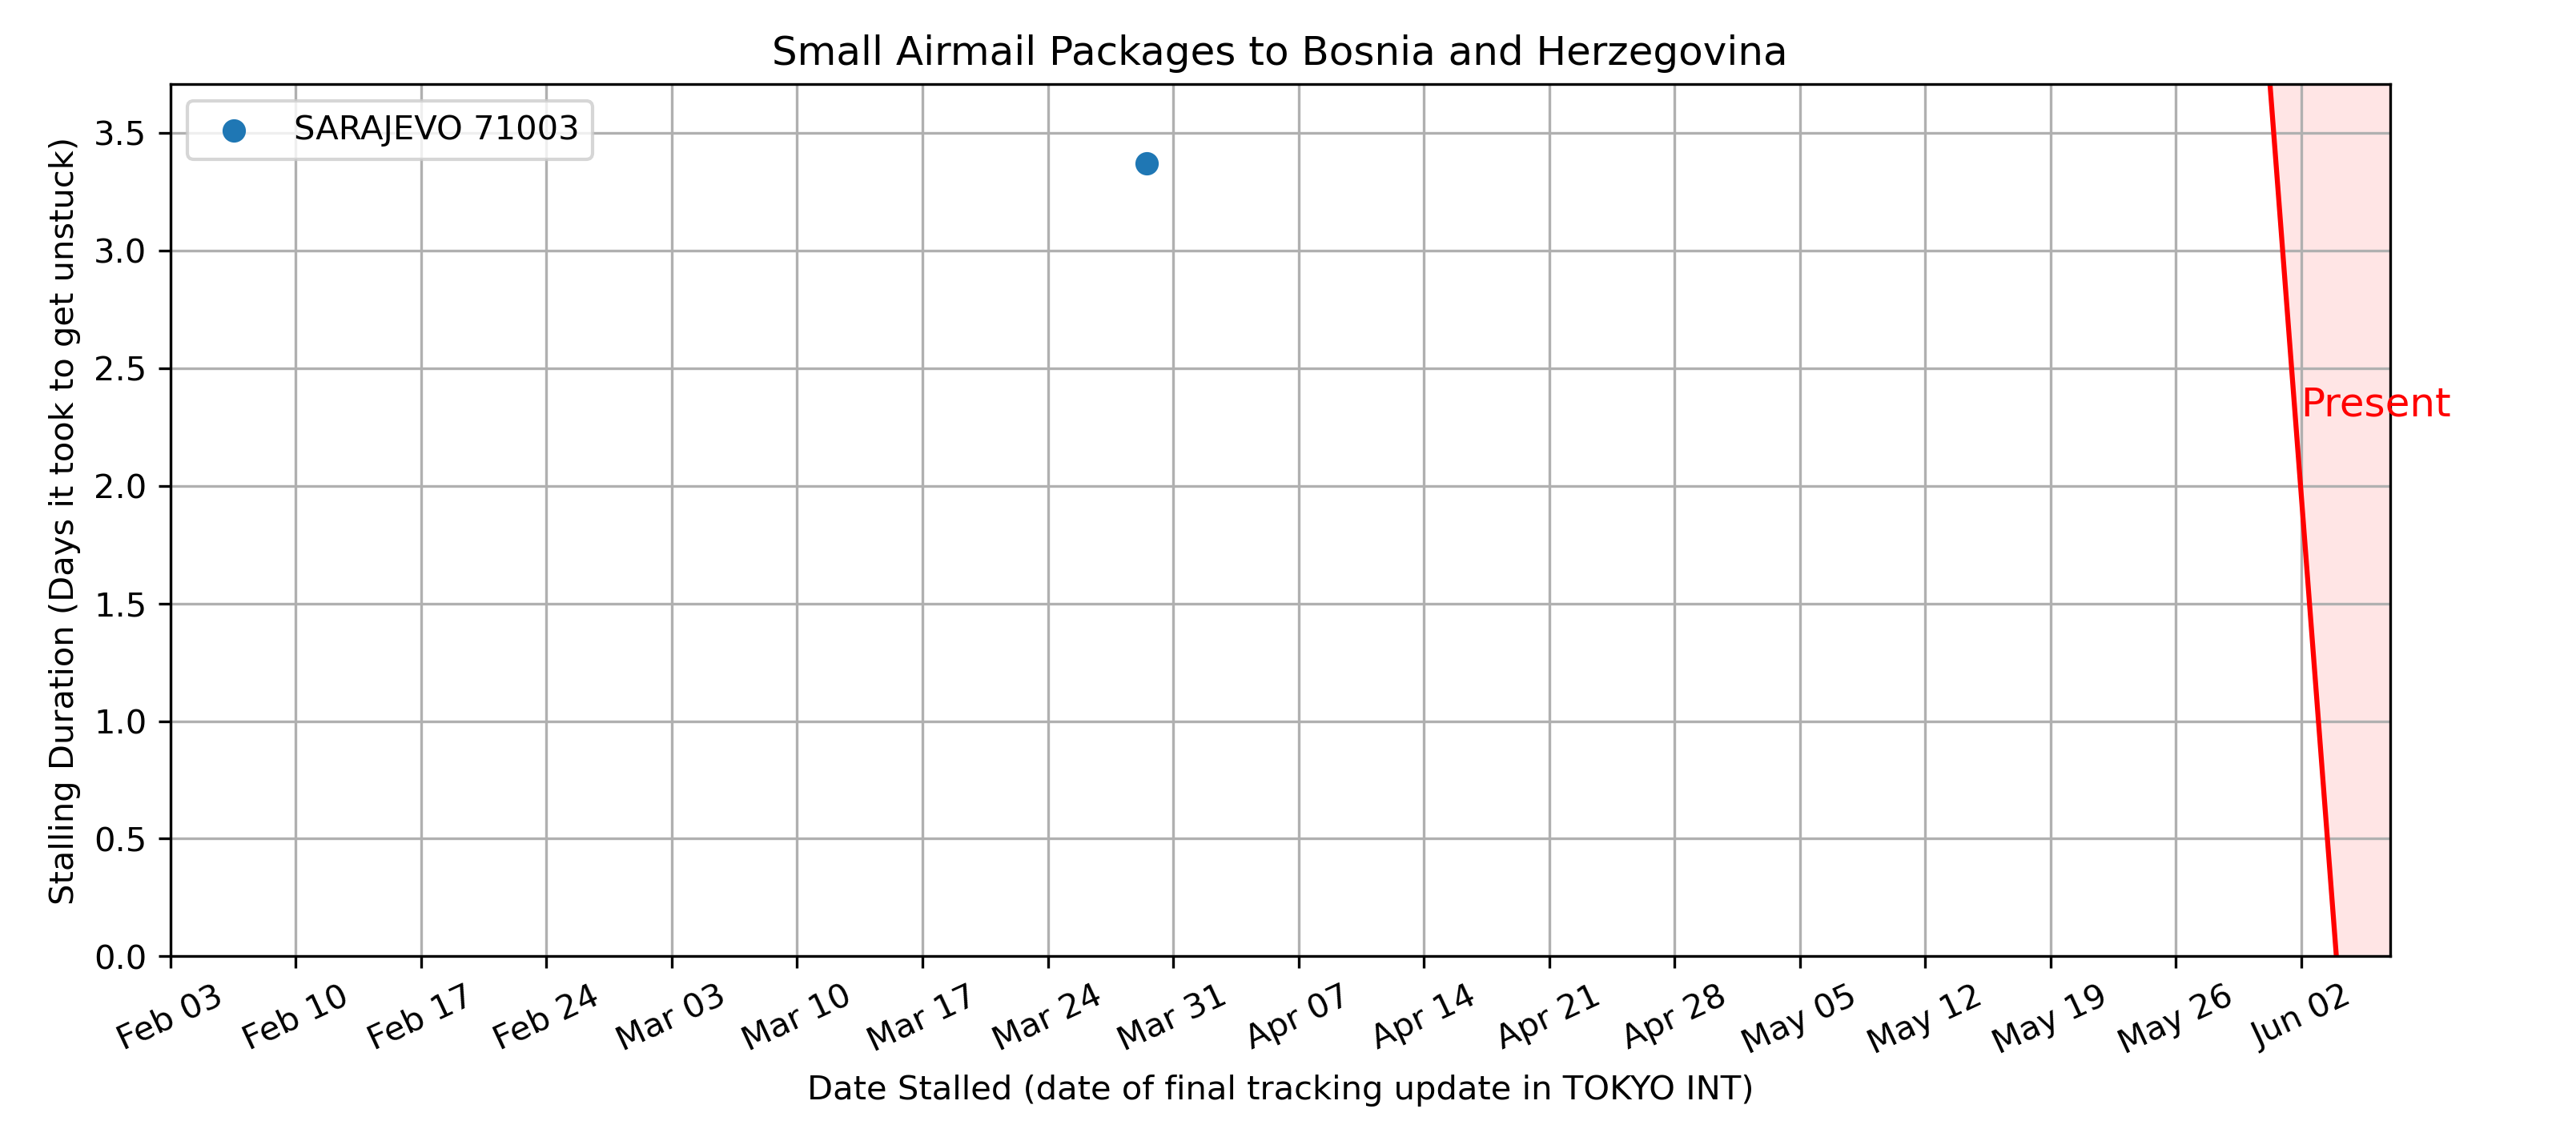 Small Airmail Packages to Bosnia and Herzegovina
SARAJEVO 71003
Stalling Duration (Days it took to get unstuck)
3.5
3.0
2.5
2.0
1.5
1.0
0.5
0.0
Present
Feb 03 Feb 10 Feb 17 Feb 24 Mar 03 Mar 10 Mar 17 Mar 24 Mar 31 Apr 07 Apr 14 Apr 21 Apr 28 May 05 May 12 May 19 May 26 Jun 02
Date Stalled (date of final tracking update in TOKYO INT)